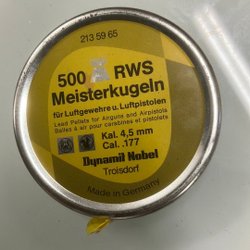 213 59 65
500 RWS
Meisterkugeln
für Luftgewehre u. Luftpistolen
Lead Pellets for Airguns and Airpistols
Balles à air pour carabines et pistolets
Kal. 4,5 mm
Cal. .177
Dynamit Nobel
Troisdorf
Made in Germany